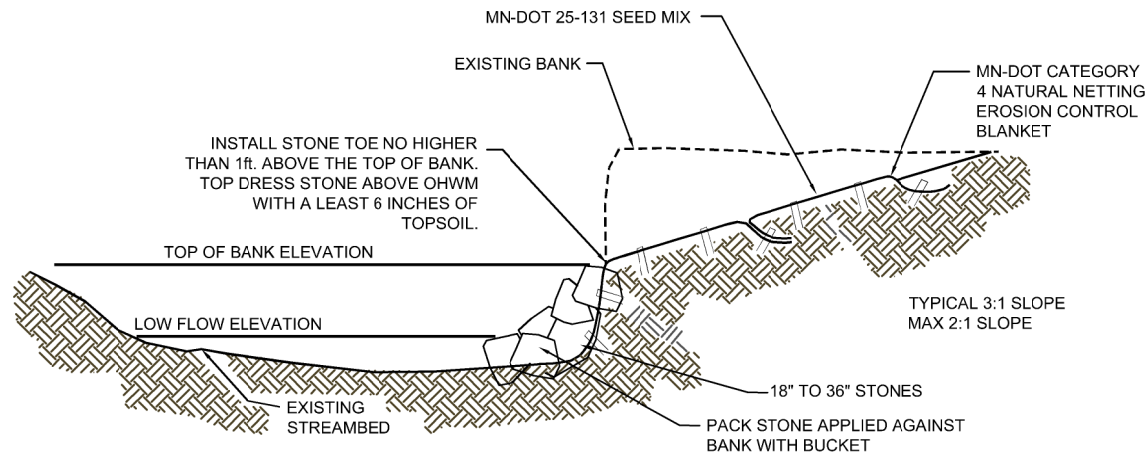 MN-DOT 25-131 SEED MIX
EXISTING BANK
MN-DOT CATEGORY
4 NATURAL NETTING
EROSION CONTROL
BLANKET
INSTALL STONE TOE NO HIGHER
THAN 1ft. ABOVE THE TOP OF BANK.
TOP DRESS STONE ABOVE OHWM
WITH A LEAST 6 INCHES OF
TOPSOIL.
TOP OF BANK ELEVATION
LOW FLOW ELEVATION
TYPICAL 3:1 SLOPE
MAX 2:1 SLOPE
18" TO 36" STONES
EXISTING
STREAMBED
PACK STONE APPLIED AGAINST
BANK WITH BUCKET